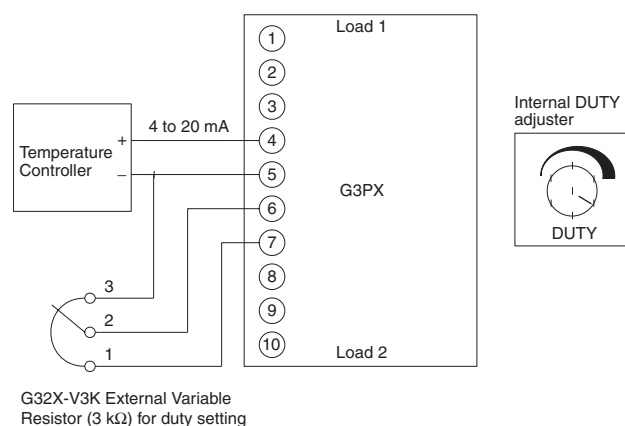 Load 1
1
2
3
4
5
6
7
8
9
10
G3PX
Load 2
4 to 20 mA
Temperature
Controller
+
–
3
2
1
G32X-V3K External Variable
Resistor (3 kΩ) for duty setting
Internal DUTY
adjuster
DUTY